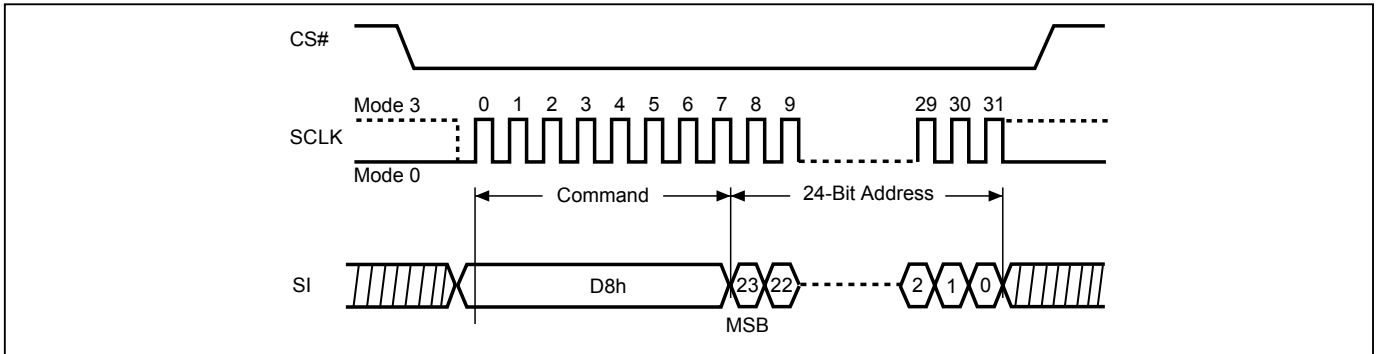 CS#
Mode 3
0 1 2 3 4 5 6 7 8 9 29 30 31
SCLK
Mode 0
Command
24-Bit Address
SI
D8h
23 22 2 1 0
MSB